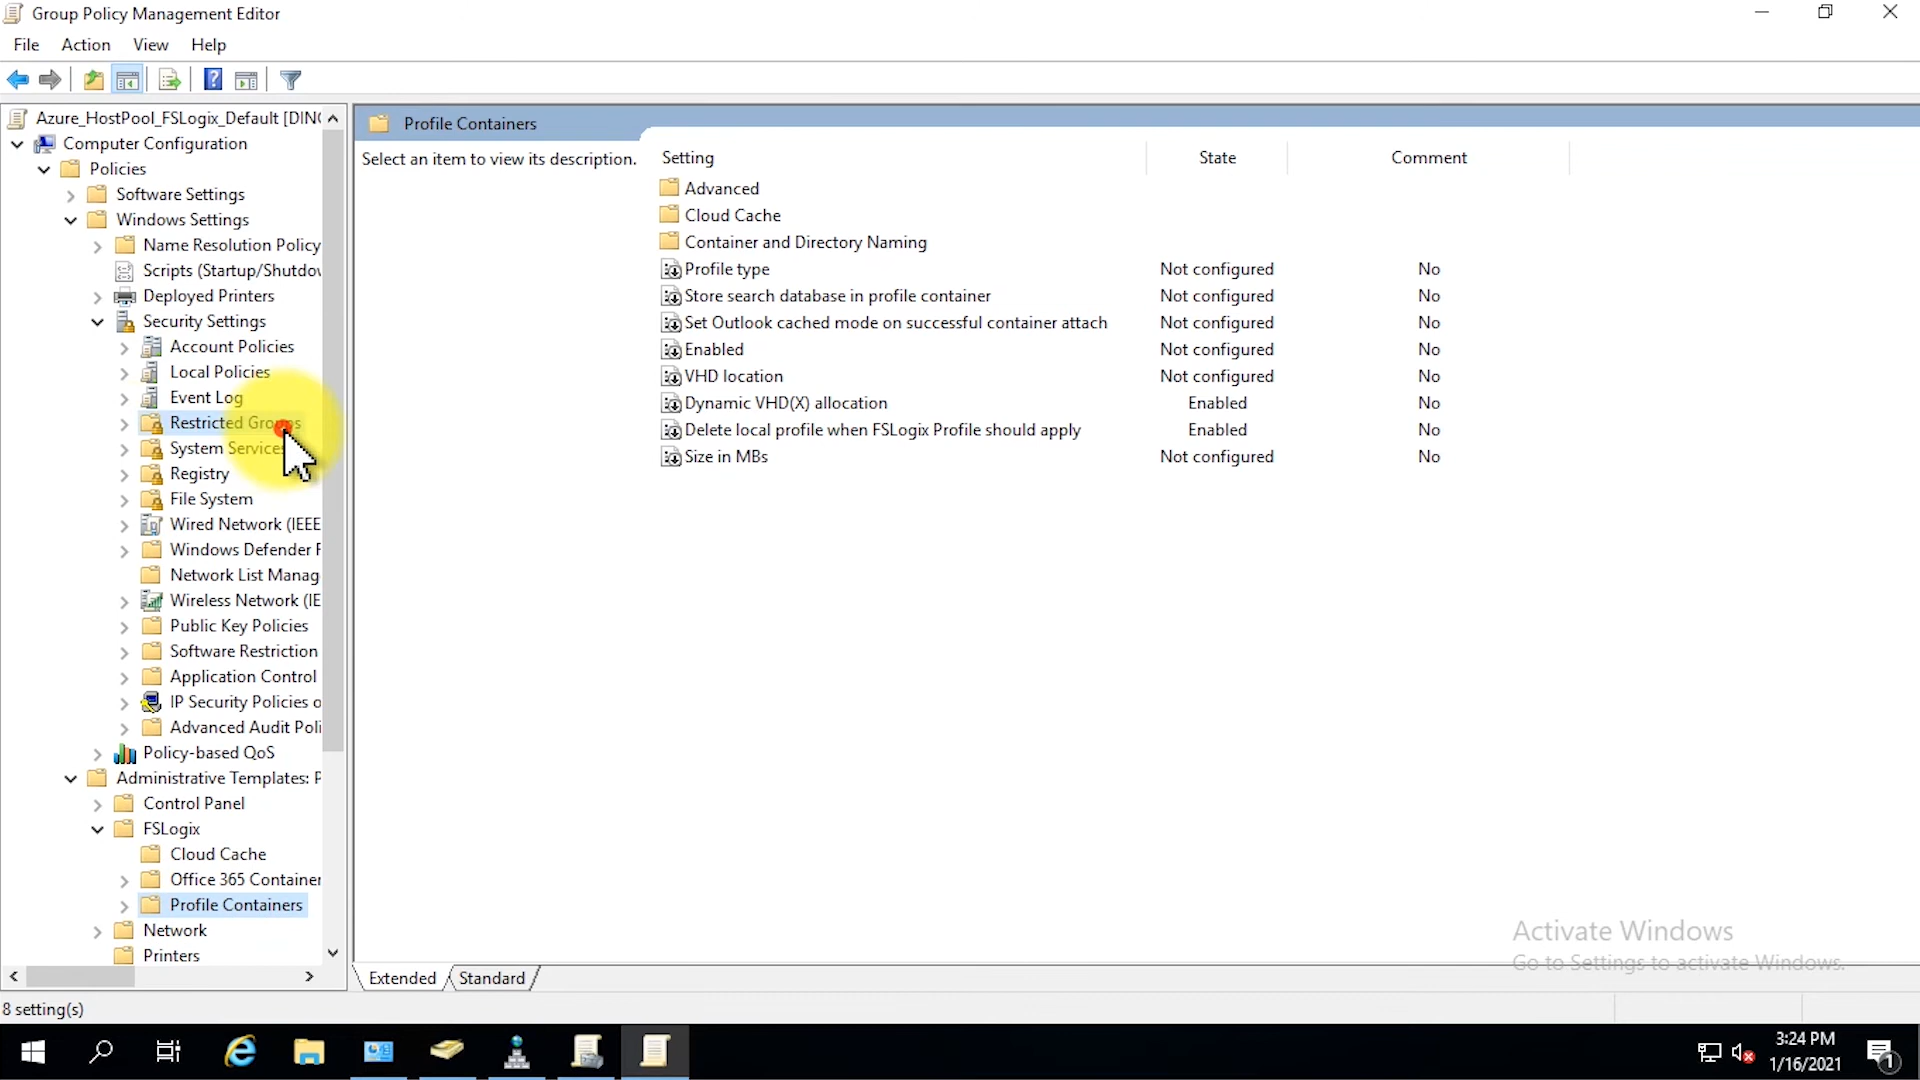 Group Policy Management Editor
File Action View Help
Azure_HostPool_FSLogix_Default [DIN
Computer Configuration
Policies
Software Settings
Windows Settings
Name Resolution Policy
Scripts (Startup/Shutdo
Deployed Printers
Security Settings
Account Policies
Local Policies
Event Log
Restricted Groups
System Services
Registry
File System
Wired Network (IEEE
Windows Defender F
Network List Manag
Wireless Network (IE
Public Key Policies
Software Restriction
Application Control
IP Security Policies o
Advanced Audit Poli
Policy-based QoS
Administrative Templates: P
Control Panel
FSLogix
Cloud Cache
Office 365 Container
Profile Containers
Network
Printers
Profile Containers
Select an item to view its description.
Setting State Comment
Advanced
Cloud Cache
Container and Directory Naming
Profile type Not configured No
Store search database in profile container Not configured No
Set Outlook cached mode on successful container attach Not configured No
Enabled Not configured No
VHD location Not configured No
Dynamic VHD(X) allocation Enabled No
Delete local profile when FSLogix Profile should apply Enabled No
Size in MBs Not configured No
Activate Windows
Go to Settings to activate Windows.
Extended Standard
8 setting(s)
3:24 PM
1/16/2021
1